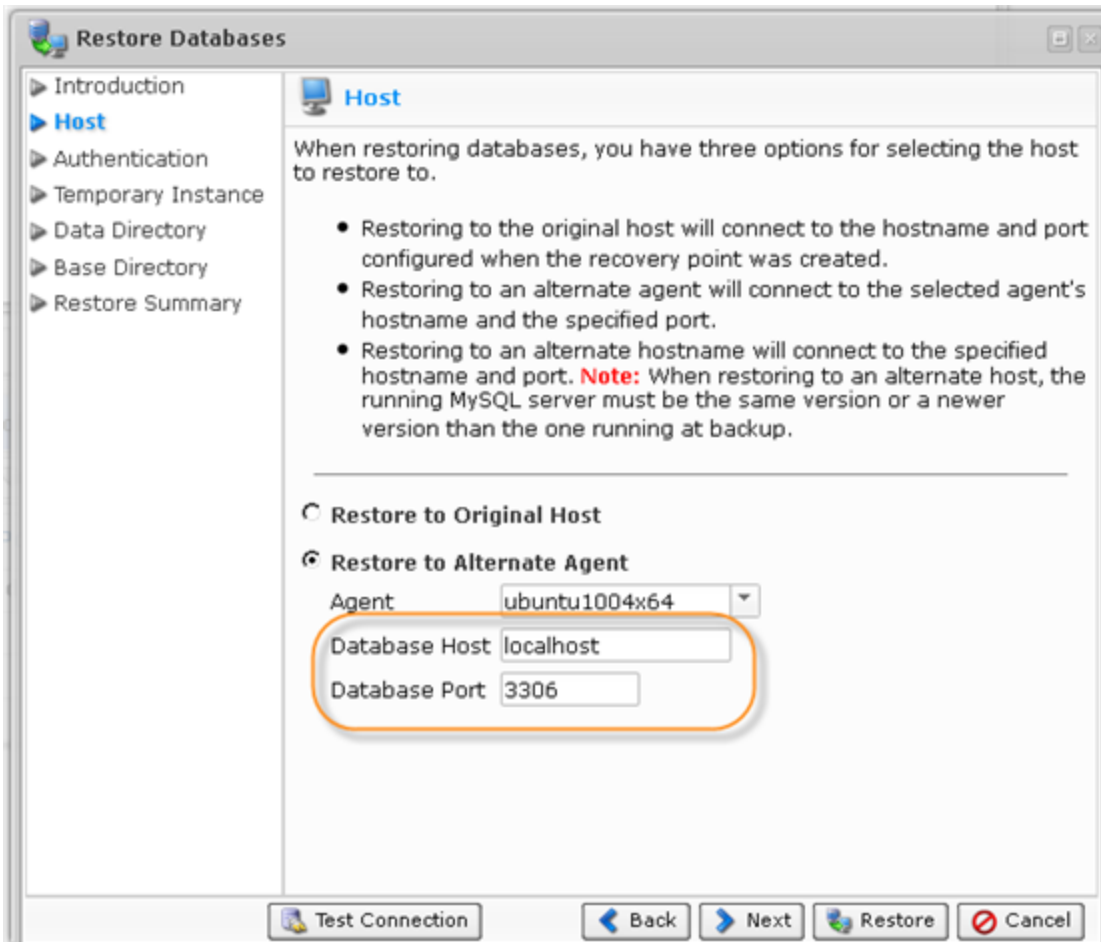 Restore Databases
Introduction
Host
Authentication
Temporary Instance
Data Directory
Base Directory
Restore Summary
Host
When restoring databases, you have three options for selecting the host
to restore to.
• Restoring to the original host will connect to the hostname and port
configured when the recovery point was created.
• Restoring to an alternate agent will connect to the selected agent's
hostname and the specified port.
• Restoring to an alternate hostname will connect to the specified
hostname and port. Note: When restoring to an alternate host, the
running MySQL server must be the same version or a newer
version than the one running at backup.
Restore to Original Host
Restore to Alternate Agent
Agent ubuntu1004x64
Database Host localhost
Database Port 3306
Test Connection Back Next Restore Cancel